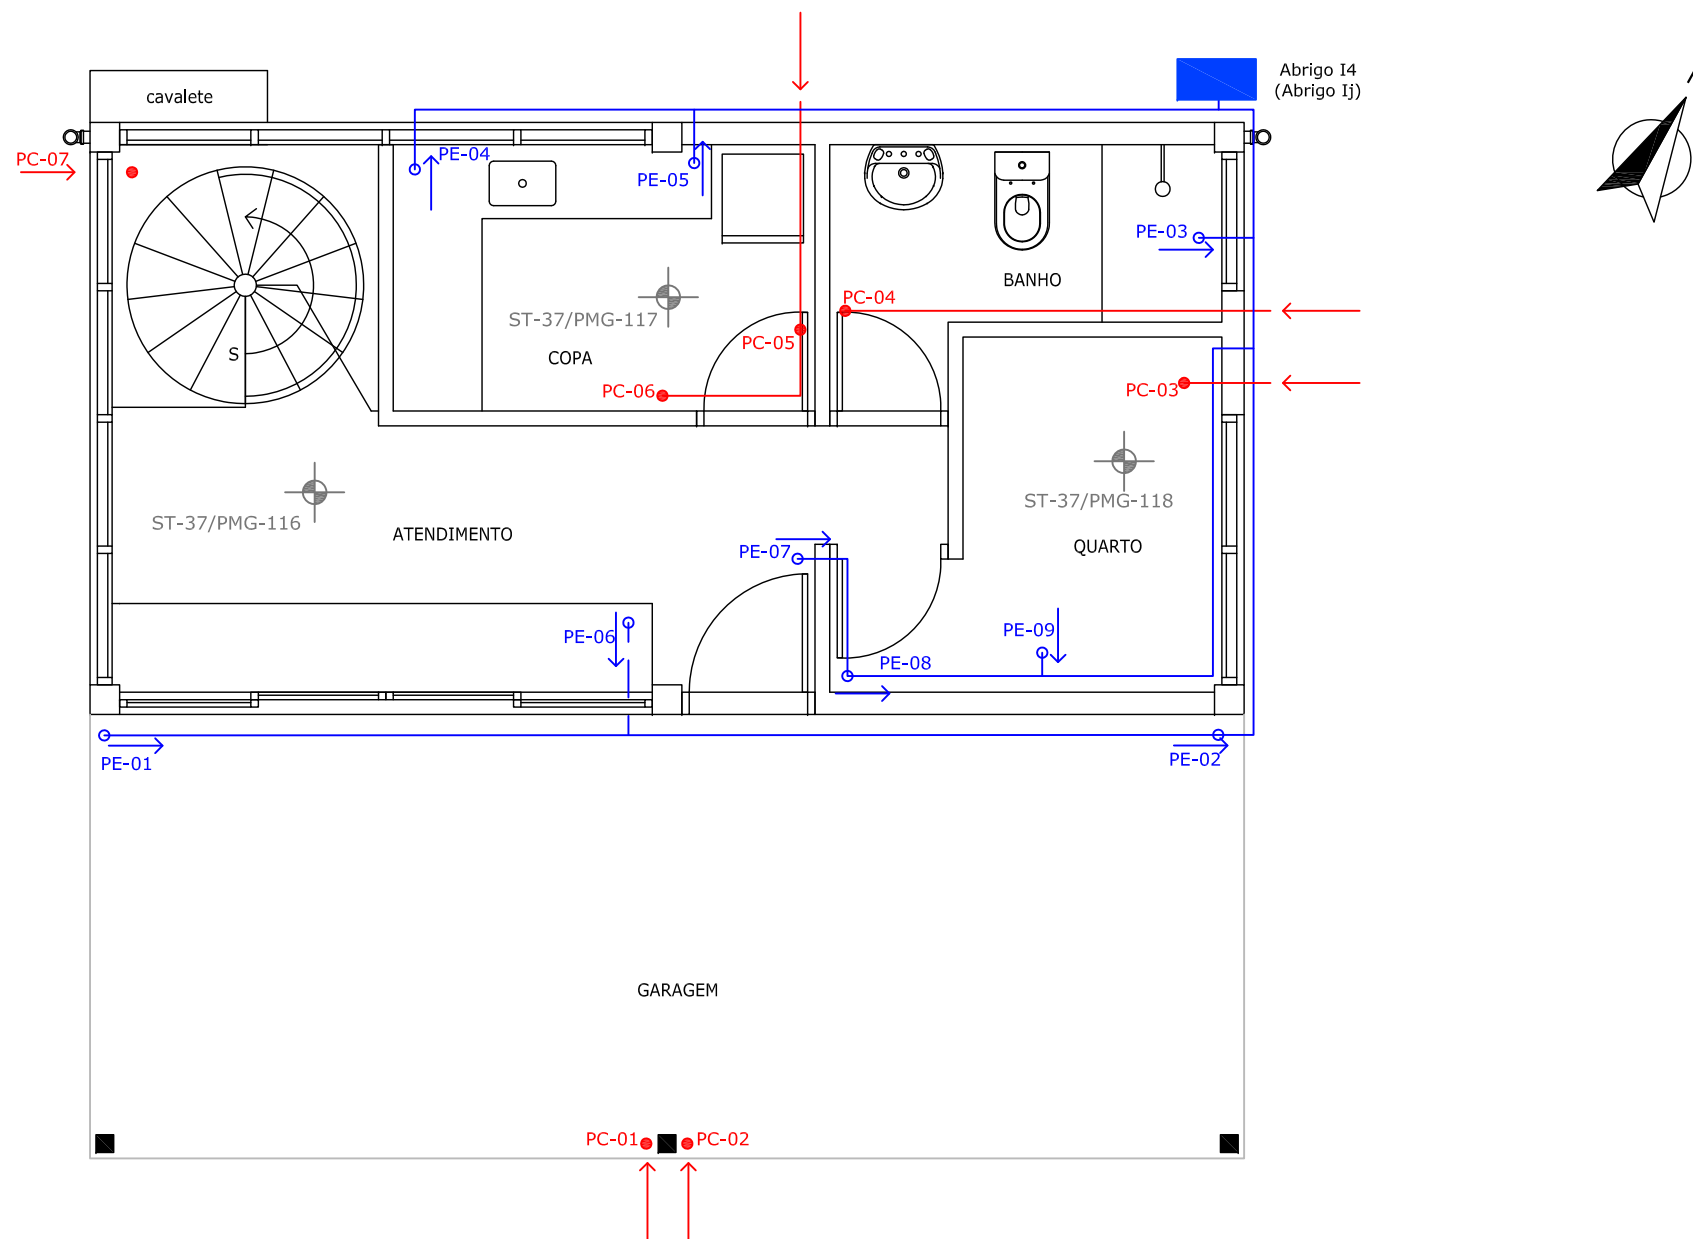 Abrigo I4
(Abrigo Ij)
cavalete
PC-07
PE-04
PE-05
PE-03
BANHO
PC-04
ST-37/PMG-117
PC-05
S
COPA
PC-06
PC-03
ST-37/PMG-118
ST-37/PMG-116
ATENDIMENTO
PE-07
QUARTO
PE-06
PE-09
PE-08
PE-01
PE-02
GARAGEM
PC-01
PC-02